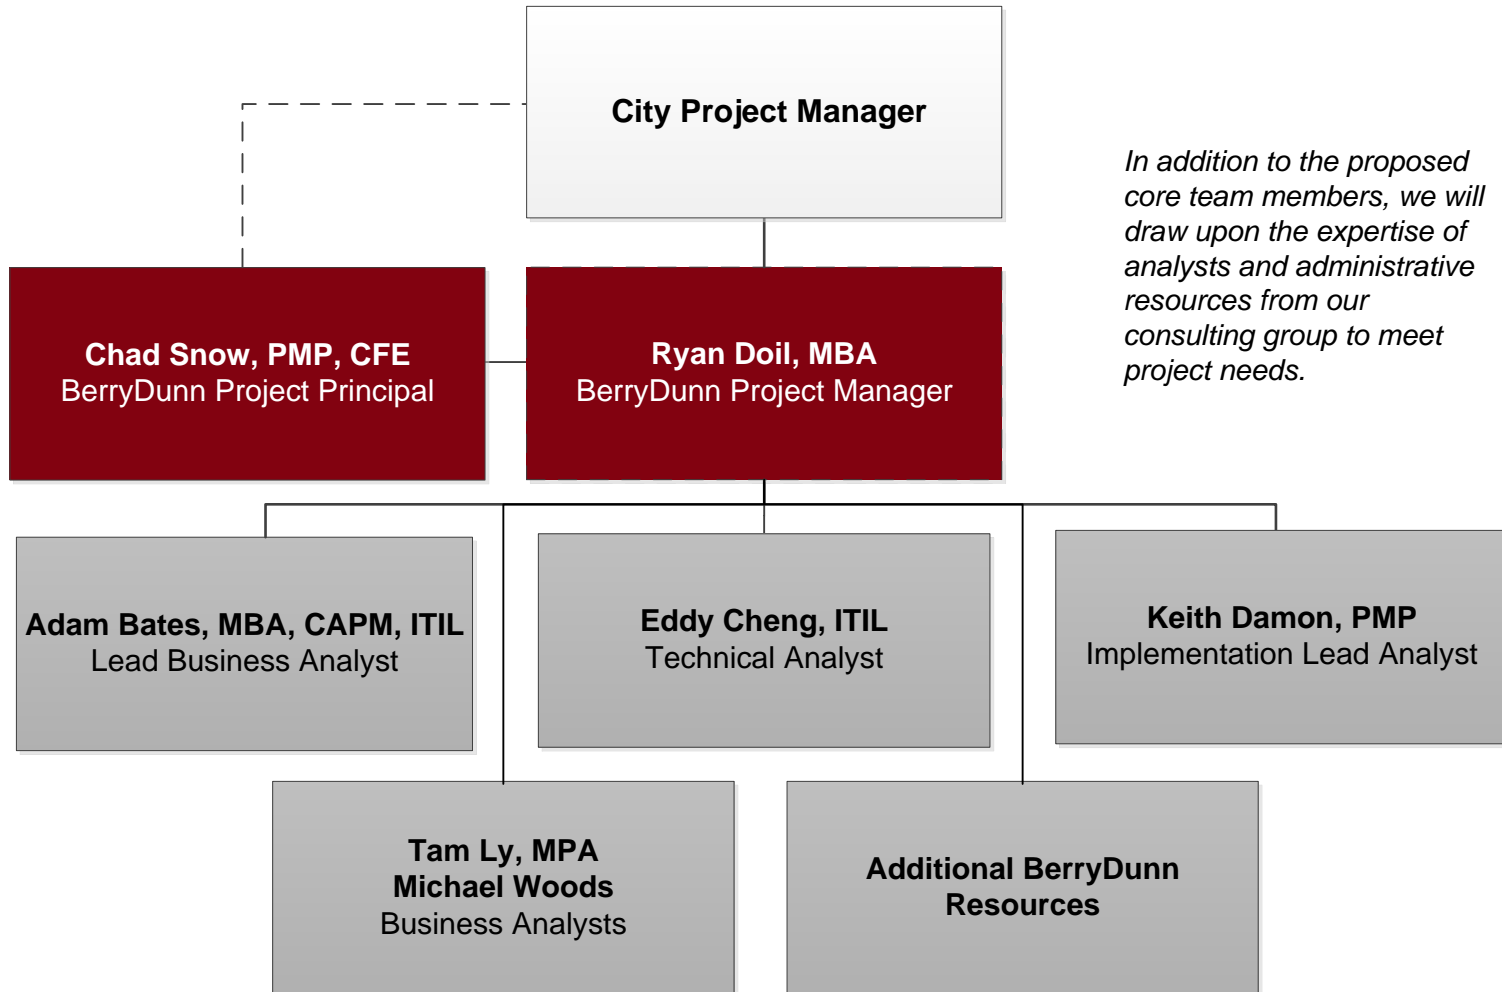 City Project Manager
In addition to the proposed
core team members, we will
draw upon the expertise of
analysts and administrative
resources from our
consulting group to meet
project needs.
Chad Snow, PMP, CFE
BerryDunn Project Principal
Ryan Doil, MBA
BerryDunn Project Manager
Adam Bates, MBA, CAPM, ITIL
Lead Business Analyst
Eddy Cheng, ITIL
Technical Analyst
Keith Damon, PMP
Implementation Lead Analyst
Tam Ly, MPA
Michael Woods
Business Analysts
Additional BerryDunn
Resources